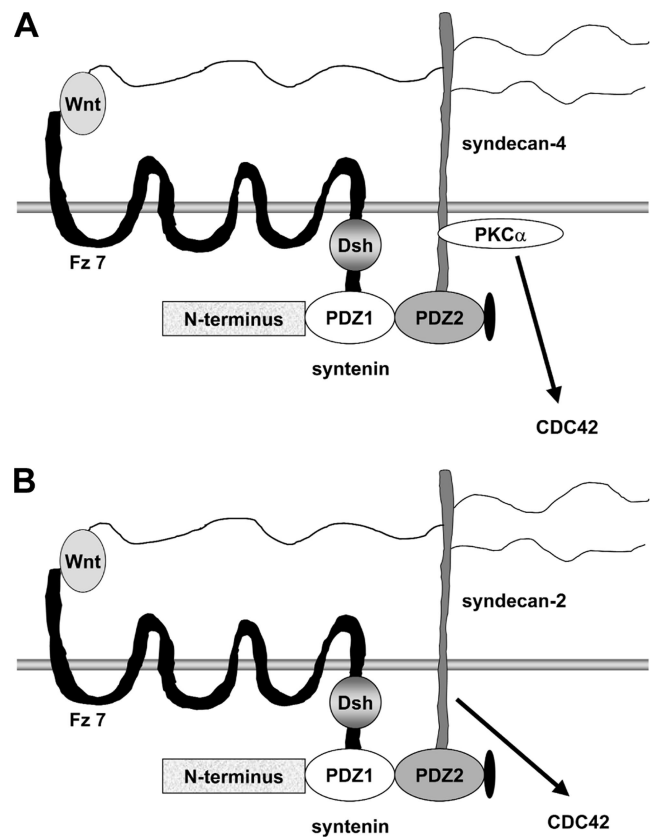 A
Wnt
syndecan-4
Dsh
PKCα
Fz 7
N-terminus
PDZ1
PDZ2
syntenin
CDC42
B
Wnt
syndecan-2
Dsh
Fz 7
N-terminus
PDZ1
PDZ2
syntenin
CDC42